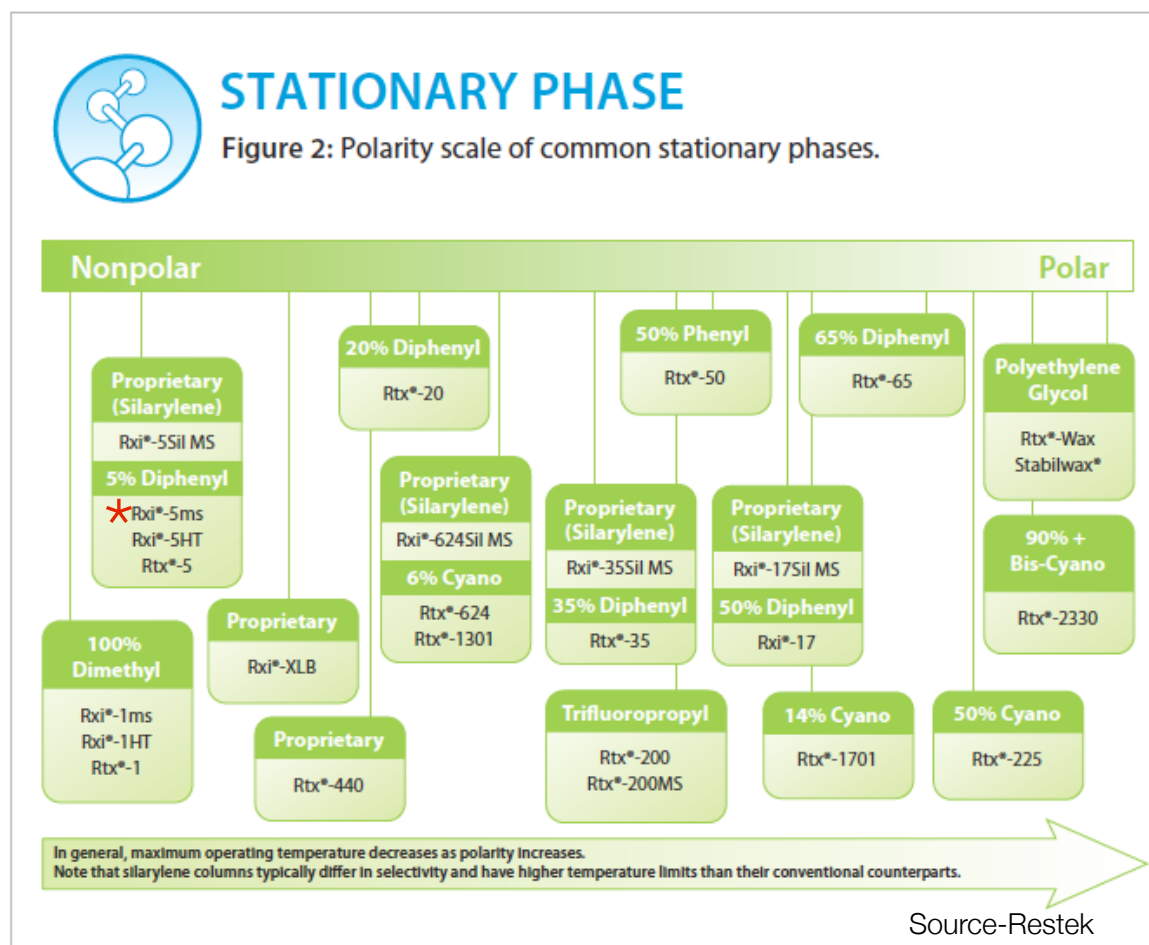 STATIONARY PHASE
Figure 2: Polarity scale of common stationary phases.
Nonpolar
Polar
Proprietary
(Silarylene)
Rxi®-5Sil MS
5% Diphenyl
*Rxi®-5ms
Rxi®-5HT
Rtx®-5
100%
Dimethyl
Rxi®-1ms
Rxi®-1HT
Rtx®-1
Proprietary
Rxi®-XLB
20% Diphenyl
Rtx®-20
Proprietary
Rtx®-440
Proprietary
(Silarylene)
Rxi®-624Sil MS
6% Cyano
Rtx®-624
Rtx®-1301
Proprietary
(Silarylene)
Rxi®-35Sil MS
35% Diphenyl
Rtx®-35
50% Phenyl
Rtx®-50
Trifluoropropyl
Rtx®-200
Rtx®-200MS
Proprietary
(Silarylene)
Rxi®-17Sil MS
50% Diphenyl
Rxi®-17
65% Diphenyl
Rtx®-65
14% Cyano
Rtx®-1701
50% Cyano
Rtx®-225
Polyethylene
Glycol
Rtx®-Wax
Stabilwax®
90% +
Bis-Cyano
Rtx®-2330
In general, maximum operating temperature decreases as polarity increases.
Note that silarylene columns typically differ in selectivity and have higher temperature limits than their conventional counterparts.
Source-Restek